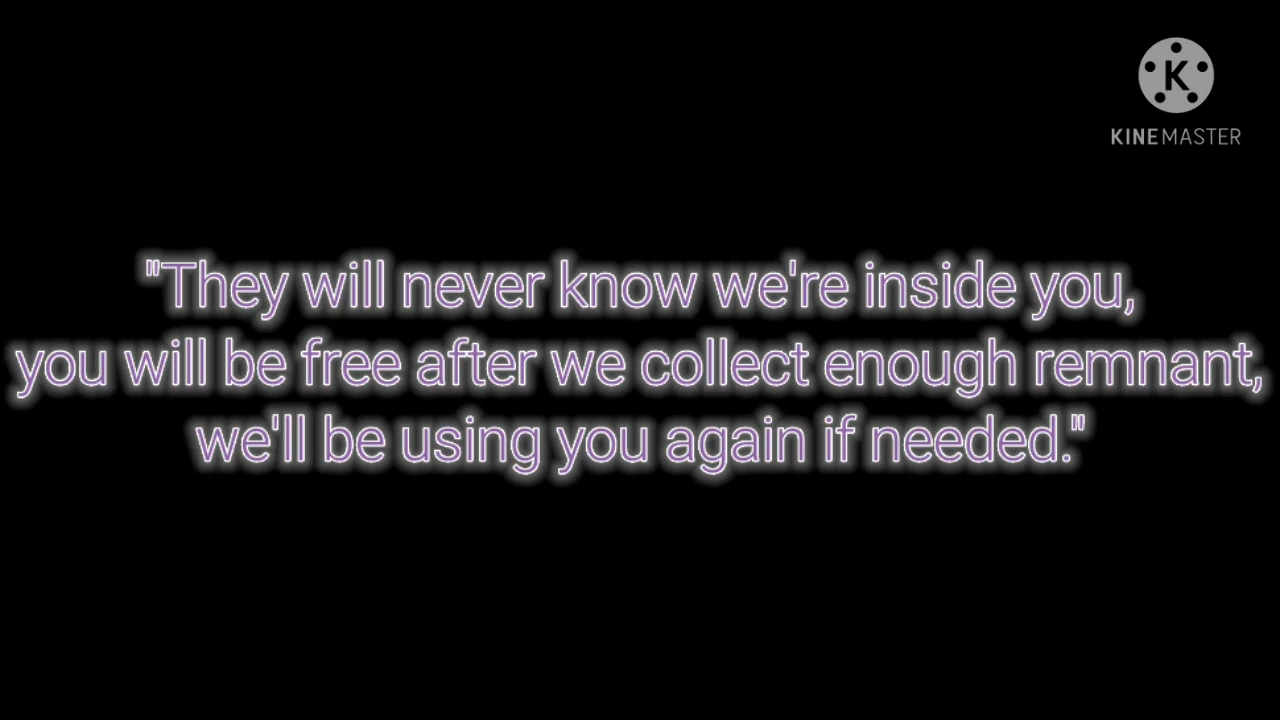 K
KINEMASTER
"They will never know we're inside you,
you will be free after we collect enough remnant,
we'll be using you again if needed."